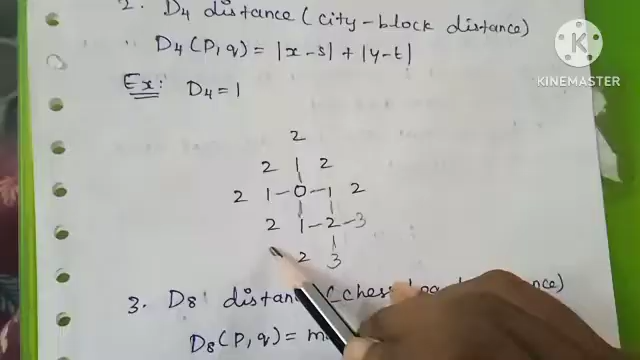 2. D4 distance (city-block distance)
D4(P,q) = |x-s| + |y-t|
Ex: D4 = 1
2
2 1 2
2 1-0-1 2
2 1-2-3
2 3
3. D8 distance
D8(P,q) =
K
KINEMASTER